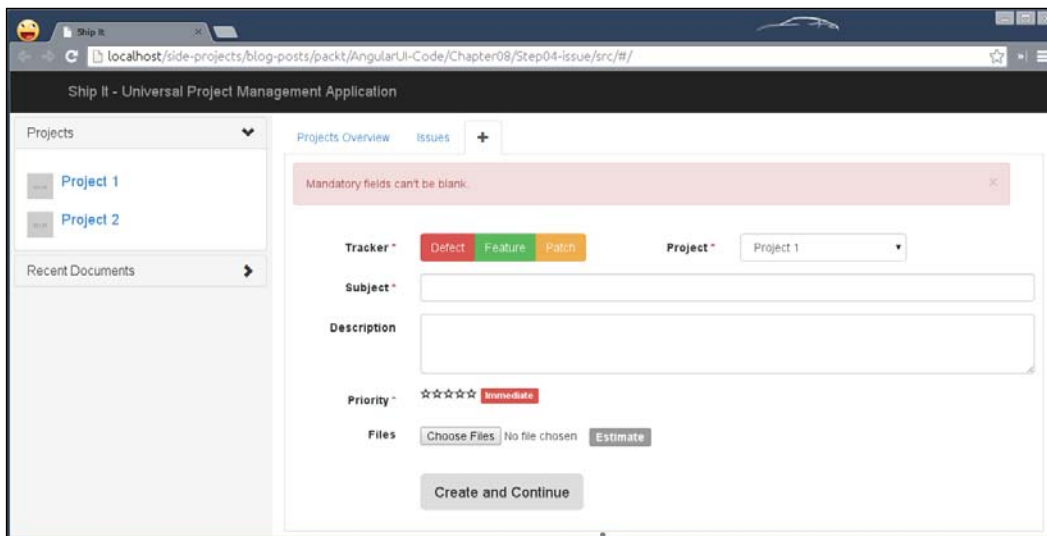 Ship It
localhost/side-projects/blog-posts/packt/AngularUI-Code/Chapter08/Step04-issue/src/#/
Ship It - Universal Project Management Application
Projects
Project 1
Project 2
Recent Documents
Projects Overview Issues +
Mandatory fields can't be blank. ×
Tracker * Defect Feature Patch Project * Project 1
Subject *
Description
Priority * Immediate
Files Choose Files No file chosen Estimate
Create and Continue